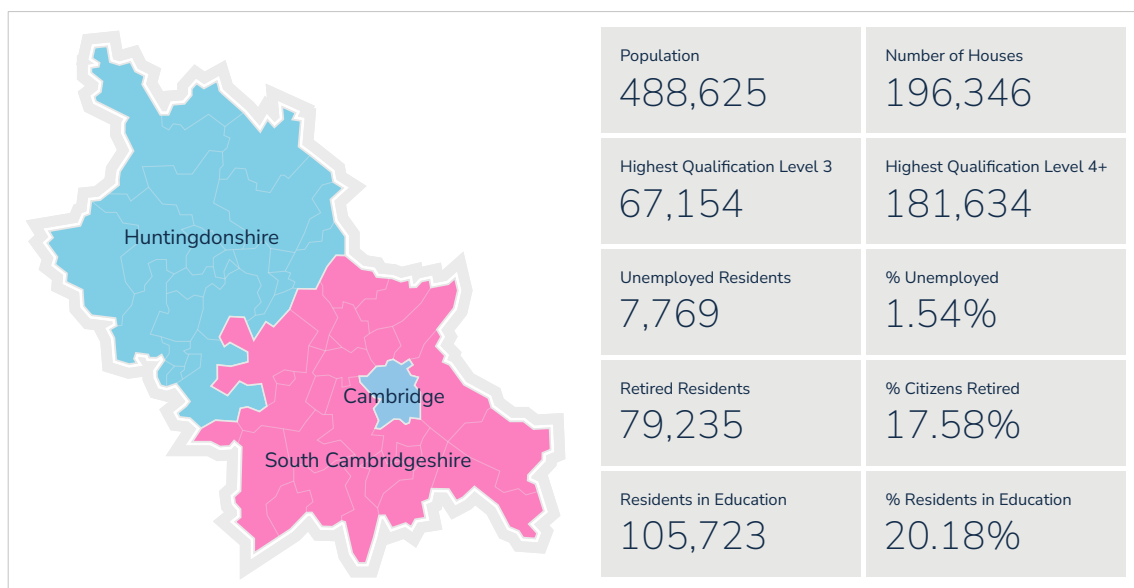 Huntingdonshire
Cambridge
South Cambridgeshire
Population
488,625
Number of Houses
196,346
Highest Qualification Level 3
67,154
Highest Qualification Level 4+
181,634
Unemployed Residents
7,769
% Unemployed
1.54%
Retired Residents
79,235
% Citizens Retired
17.58%
Residents in Education
105,723
% Residents in Education
20.18%